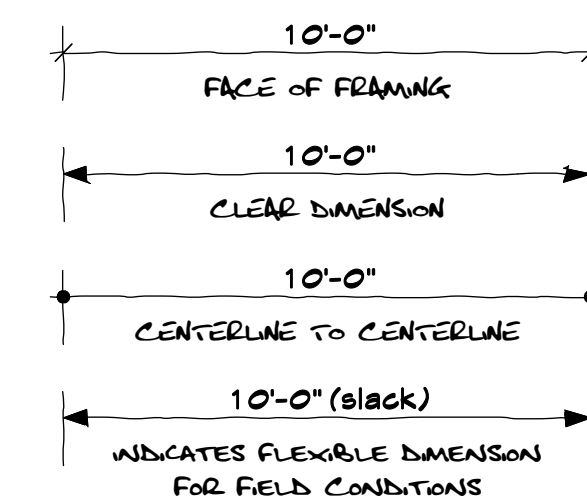 10'-0"
FACE OF FRAMING
10'-0"
CLEAR DIMENSION
10'-0"
CENTERLINE TO CENTERLINE
10'-0" (slack)
INDICATES FLEXIBLE DIMENSION
FOR FIELD CONDITIONS